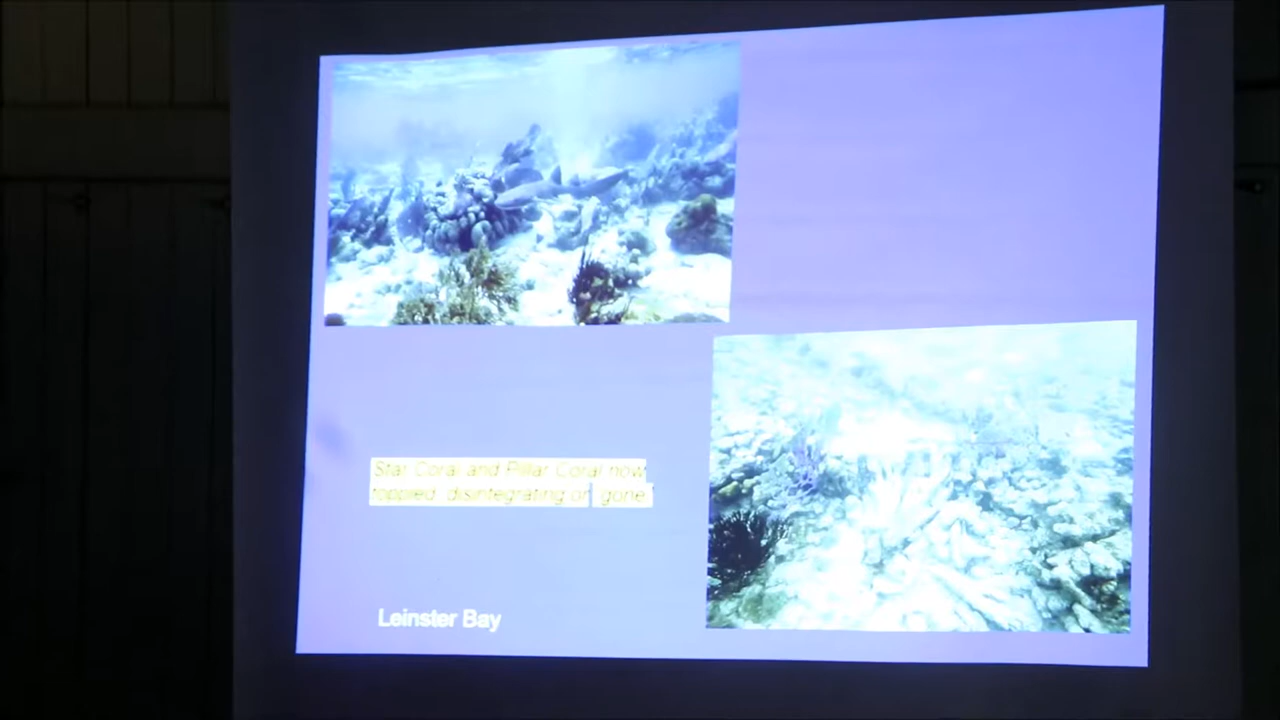 Star Coral and Pillar Coral now
toppled, disintegrating or gone.
Leinster Bay